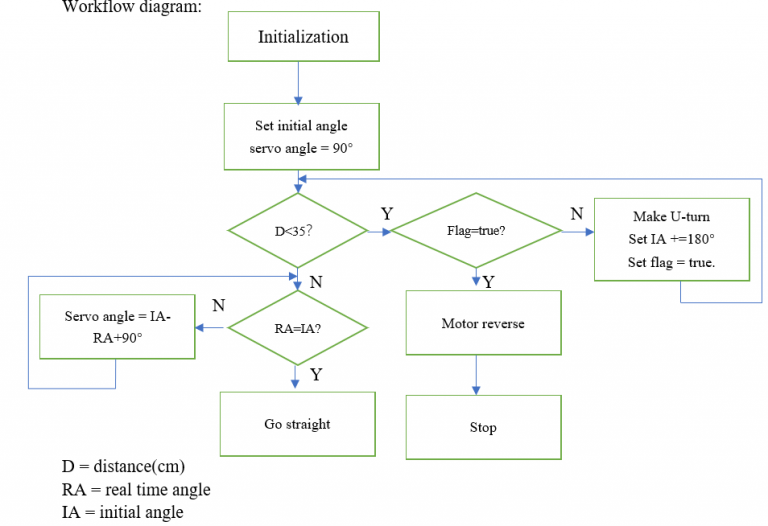 Workflow diagram:
Initialization
Set initial angle
servo angle = 90°
D<35?
Y
Flag=true?
N
Make U-turn
Set IA +=180°
Set flag = true.
N
Y
Servo angle = IA-
RA+90°
N
RA=IA?
Motor reverse
Y
Go straight
Stop
D = distance(cm)
RA = real time angle
IA = initial angle